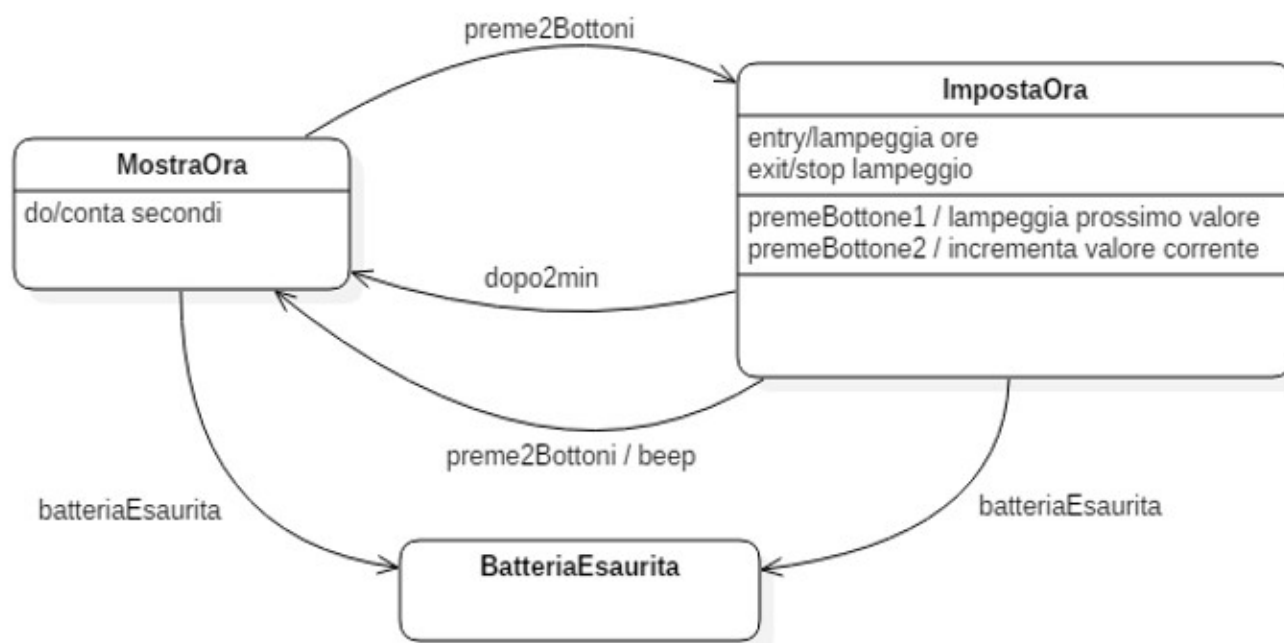 preme2Bottoni
ImpostaOra
entry/lampeggia ore
exit/stop lampeggio
premeBottone1 / lampeggia prossimo valore
premeBottone2 / incrementa valore corrente
MostraOra
do/conta secondi
dopo2min
preme2Bottoni / beep
batteriaEsaurita
batteriaEsaurita
BatteriaEsaurita